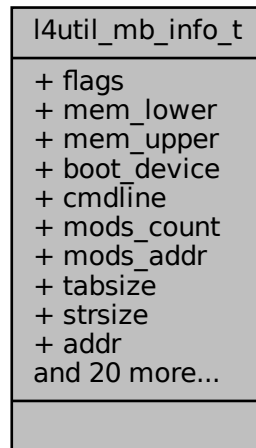 l4util_mb_info_t
+ flags
+ mem_lower
+ mem_upper
+ boot_device
+ cmdline
+ mods_count
+ mods_addr
+ tabsize
+ strsize
+ addr
and 20 more...